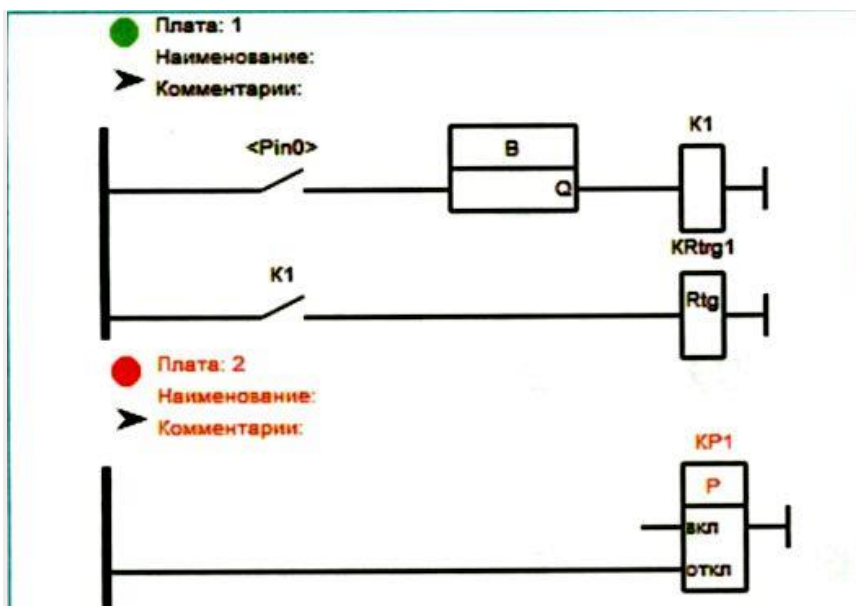 Плата: 1
Наименование:
Комментарии:
<Pin0>
B
Q
K1
KRtrg1
K1
Rtg
Плата: 2
Наименование:
Комментарии:
KP1
P
вкл
откл